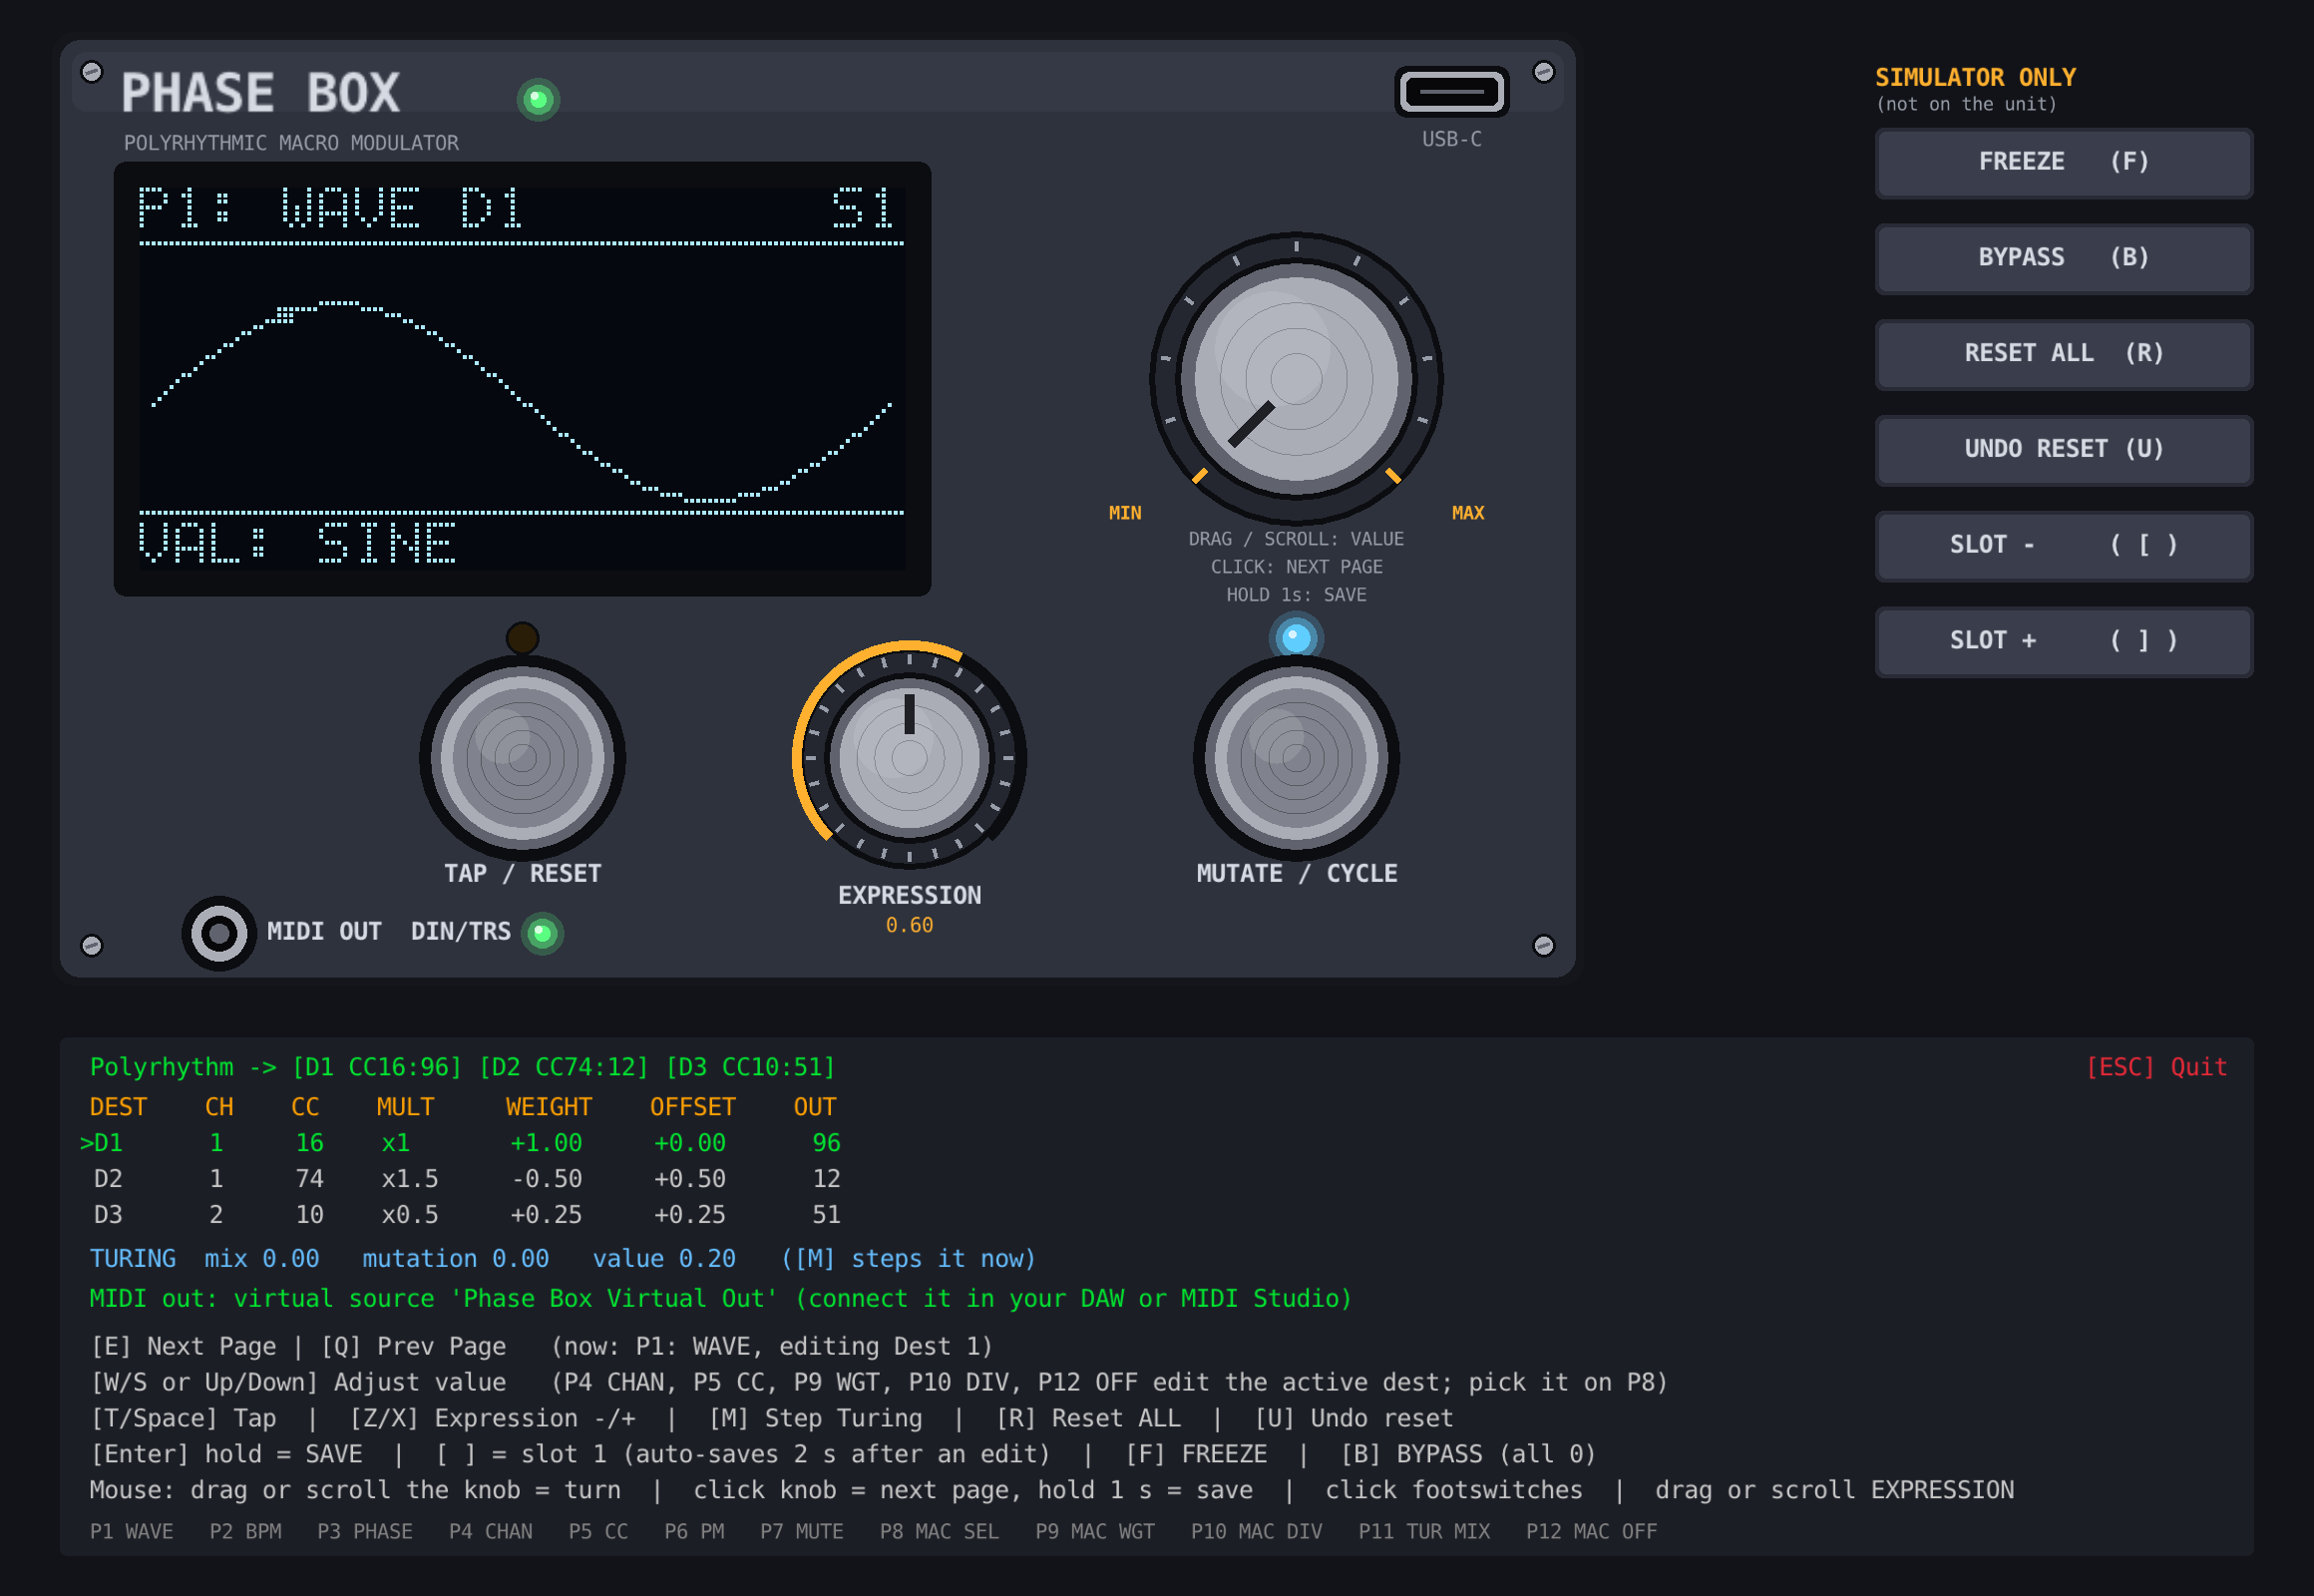 PHASE BOX
POLYRHYTHMIC MACRO MODULATOR
USB-C
P1: WAVE D1 S1
VAL: SINE
MIN MAX
DRAG / SCROLL: VALUE
CLICK: NEXT PAGE
HOLD 1s: SAVE
TAP / RESET
EXPRESSION
0.60
MUTATE / CYCLE
MIDI OUT DIN/TRS
SIMULATOR ONLY
(not on the unit)
FREEZE (F)
BYPASS (B)
RESET ALL (R)
UNDO RESET (U)
SLOT - ( [ )
SLOT + ( ] )
Polyrhythm -> [D1 CC16:96] [D2 CC74:12] [D3 CC10:51] [ESC] Quit
DEST CH CC MULT WEIGHT OFFSET OUT
>D1 1 16 x1 +1.00 +0.00 96
D2 1 74 x1.5 -0.50 +0.50 12
D3 2 10 x0.5 +0.25 +0.25 51
TURING mix 0.00 mutation 0.00 value 0.20 ([M] steps it now)
MIDI out: virtual source 'Phase Box Virtual Out' (connect it in your DAW or MIDI Studio)
[E] Next Page | [Q] Prev Page (now: P1: WAVE, editing Dest 1)
[W/S or Up/Down] Adjust value (P4 CHAN, P5 CC, P9 WGT, P10 DIV, P12 OFF edit the active dest; pick it on P8)
[T/Space] Tap | [Z/X] Expression -/+ | [M] Step Turing | [R] Reset ALL | [U] Undo reset
[Enter] hold = SAVE | [ ] = slot 1 (auto-saves 2 s after an edit) | [F] FREEZE | [B] BYPASS (all 0)
Mouse: drag or scroll the knob = turn | click knob = next page, hold 1 s = save | click footswitches | drag or scroll EXPRESSION
P1 WAVE P2 BPM P3 PHASE P4 CHAN P5 CC P6 PM P7 MUTE P8 MAC SEL P9 MAC WGT P10 MAC DIV P11 TUR MIX P12 MAC OFF